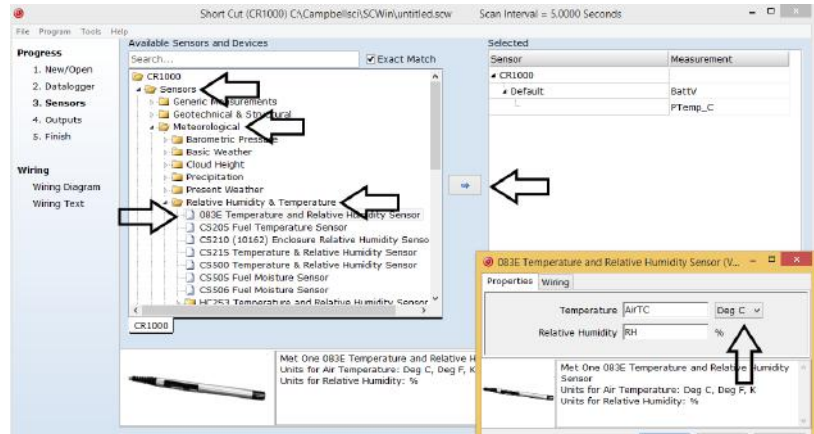 Short Cut (CR1000) C:\Campbellsci\SCWin\untitled.scw Scan Interval = 5.0000 Seconds
File Program Tools Help
Progress
1. New/Open
2. Datalogger
3. Sensors
4. Outputs
5. Finish
Wiring
Wiring Diagram
Wiring Text
Available Sensors and Devices
Search...
Exact Match
CR1000
Sensors
Generic Measurements
Geotechnical & Structural
Meteorological
Barometric Pressure
Basic Weather
Cloud Height
Precipitation
Present Weather
Relative Humidity & Temperature
083E Temperature and Relative Humidity Sensor
CS205 Fuel Temperature Sensor
CS210 (10162) Enclosure Relative Humidity Senso
CS215 Temperature & Relative Humidity Sensor
CS500 Temperature & Relative Humidity Sensor
CS505 Fuel Moisture Sensor
CS506 Fuel Moisture Sensor
HC2S3 Temperature and Relative Humidity Sensor
CR1000
Selected
Sensor Measurement
CR1000
Default BattV
PTemp_C
Met One 083E Temperature and Relative H
Units for Air Temperature: Deg C, Deg F, K
Units for Relative Humidity: %
083E Temperature and Relative Humidity Sensor (V...
Properties Wiring
Temperature AirTC Deg C
Relative Humidity RH %
Met One 083E Temperature and Relative Humidity
Sensor
Units for Air Temperature: Deg C, Deg F, K
Units for Relative Humidity: %